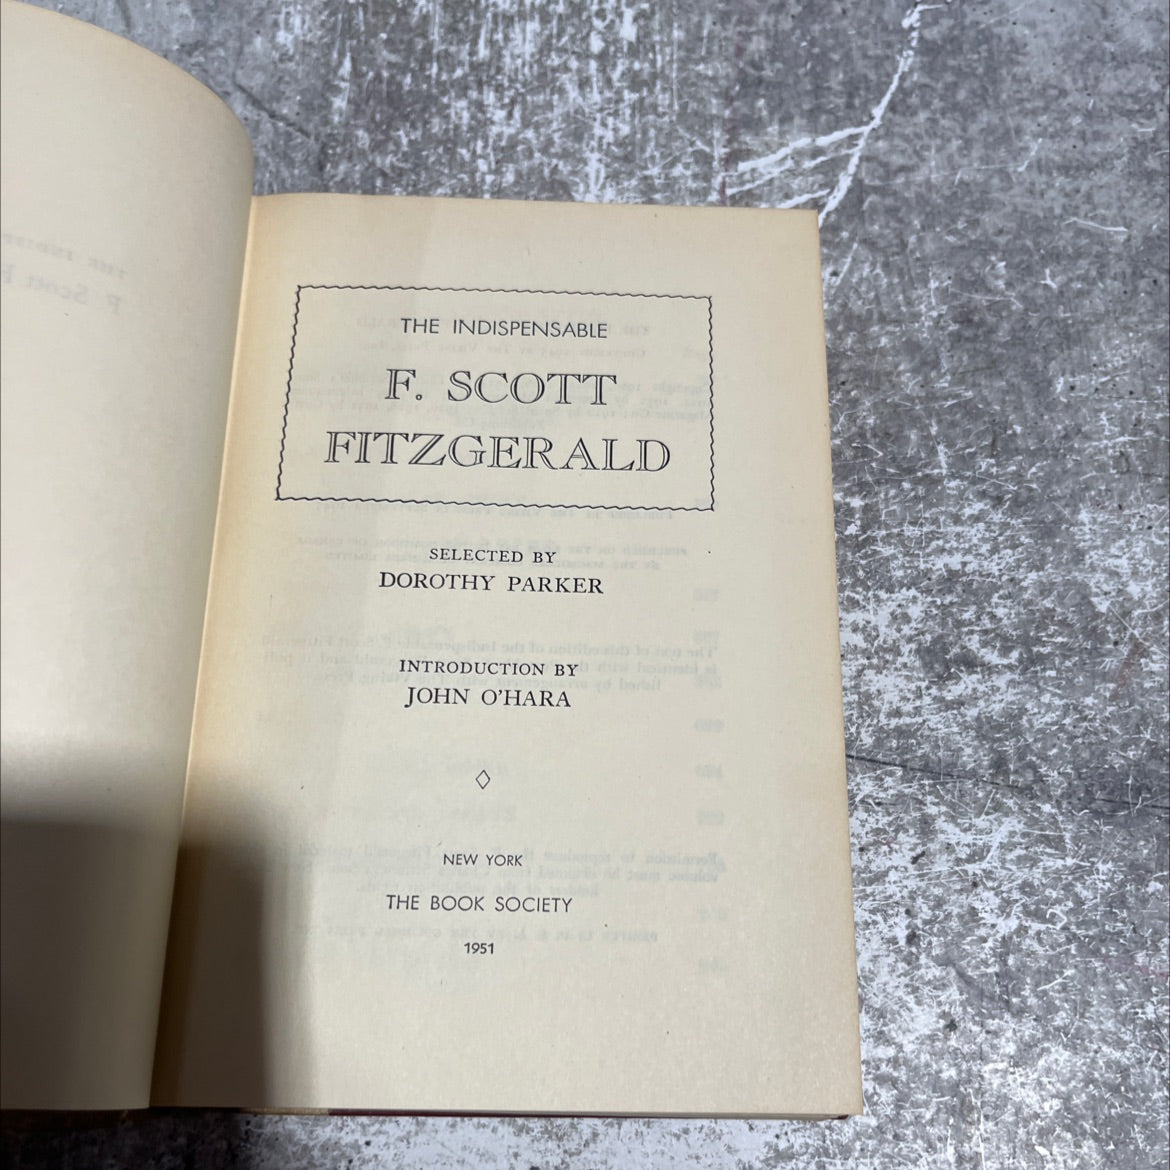 THE INDISPENSABLE
F. SCOTT
FITZGERALD
SELECTED BY
DOROTHY PARKER
INTRODUCTION BY
JOHN O'HARA
NEW YORK
THE BOOK SOCIETY
1951